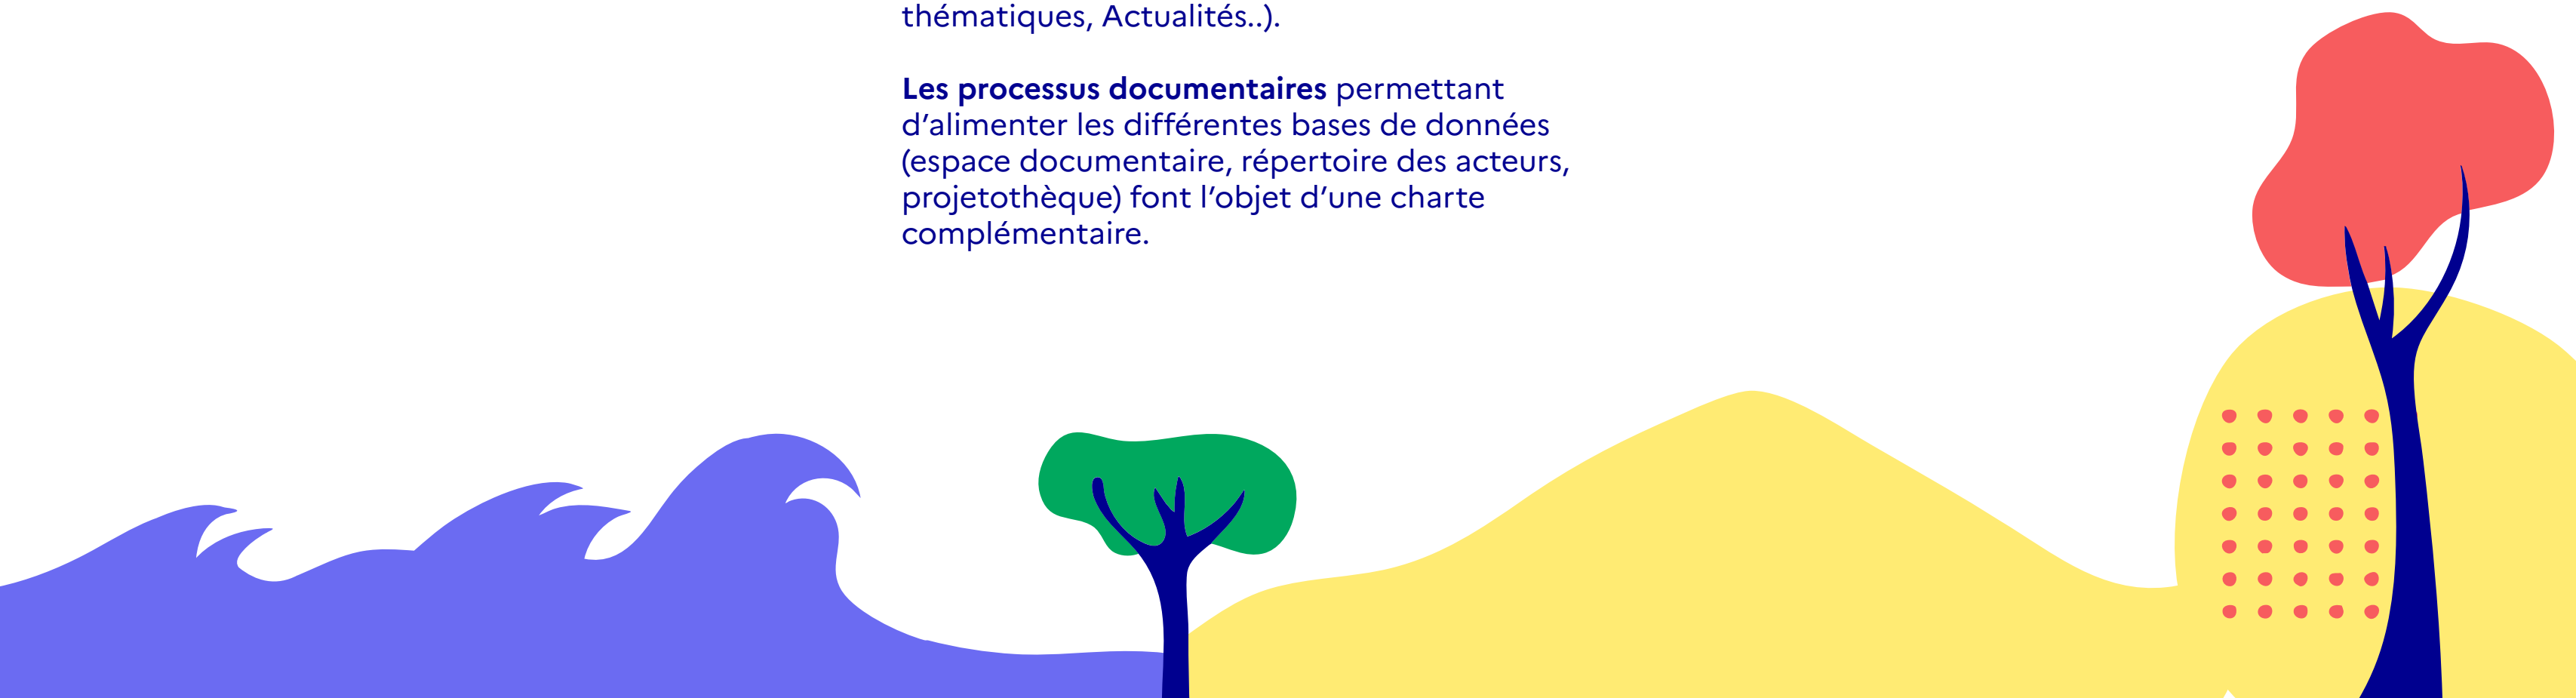 thématiques, Actualités..).
Les processus documentaires permettant
d’alimenter les différentes bases de données
(espace documentaire, répertoire des acteurs,
projetothèque) font l’objet d’une charte
complémentaire.